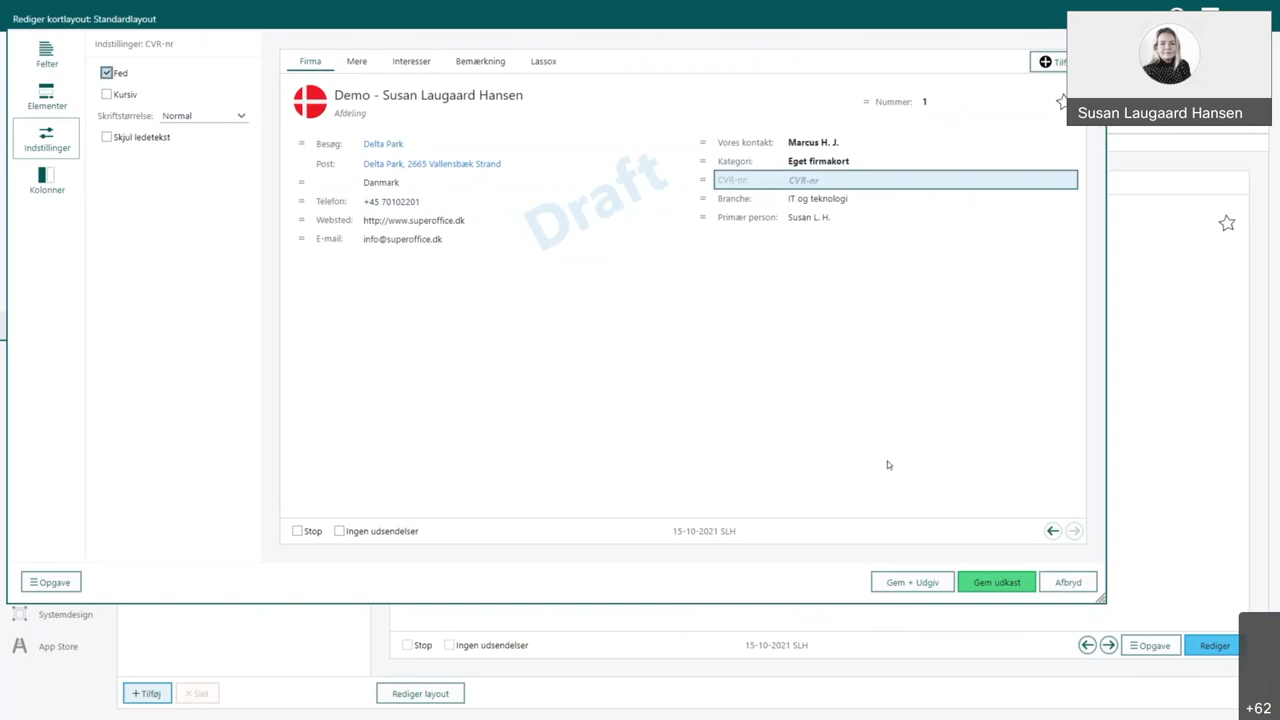 Rediger kortlayout: Standardlayout
Susan Laugaard Hansen
Felter
Elementer
Indstillinger
Kolonner
Indstillinger: CVR-nr
Fed
Kursiv
Skriftstørrelse: Normal
Skjul ledetekst
Firma Mere Interesser Bemærkning Lassox
Demo - Susan Laugaard Hansen
Afdeling
= Nummer: 1
= Besøg: Delta Park
Post: Delta Park, 2665 Vallensbæk Strand
= Danmark
= Telefon: +45 70102201
= Websted: http://www.superoffice.dk
= E-mail: info@superoffice.dk
= Vores kontakt: Marcus H. J.
= Kategori: Eget firmakort
= CVR-nr: CVR-nr
= Branche: IT og teknologi
= Primær person: Susan L. H.
Draft
Stop Ingen udsendelser 15-10-2021 SLH
Opgave Gem + Udgiv Gem udkast Afbryd
Systemdesign
App Store
Stop Ingen udsendelser 15-10-2021 SLH Opgave Rediger
+ Tilføj × Slet Rediger layout
+62